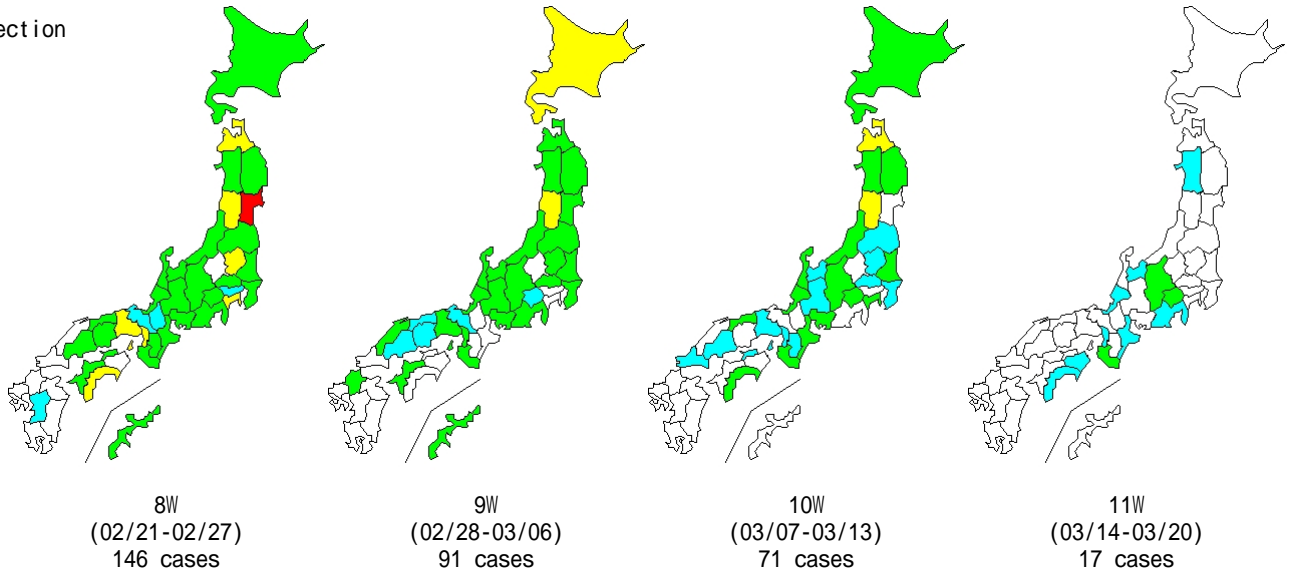 ection
8W
(02/21-02/27)
146 cases
9W
(02/28-03/06)
91 cases
10W
(03/07-03/13)
71 cases
11W
(03/14-03/20)
17 cases